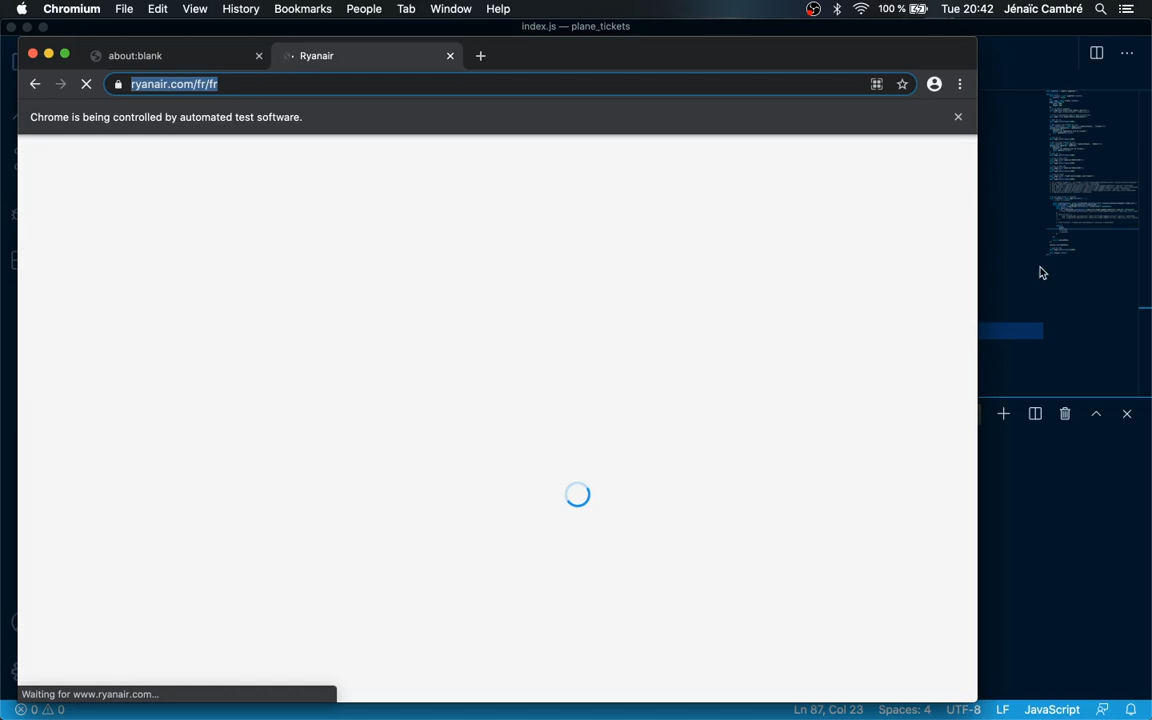 Chromium File Edit View History Bookmarks People Tab Window Help 100 % Tue 20:42 Jénaïc Cambré
index.js — plane_tickets
about:blank Ryanair
ryanair.com/fr/fr
Chrome is being controlled by automated test software.
Waiting for www.ryanair.com...
0 0 Ln 87, Col 23 Spaces: 4 UTF-8 LF JavaScript